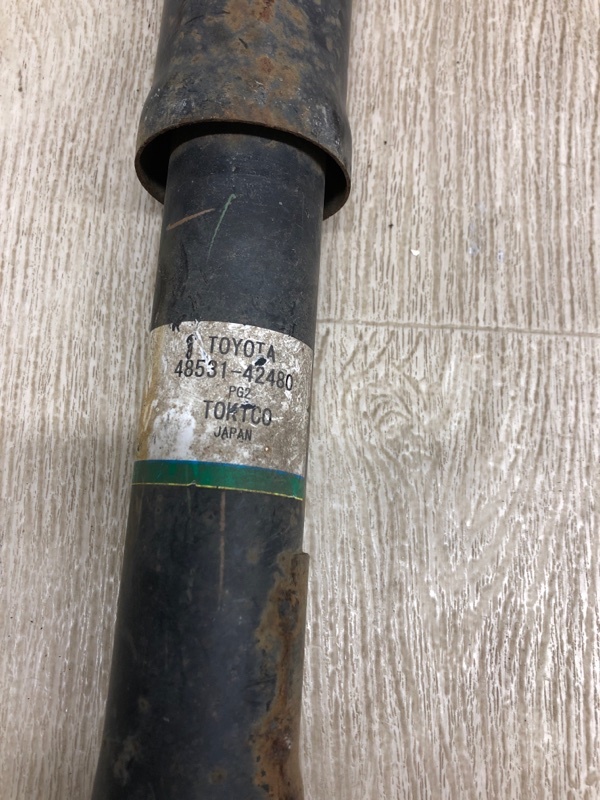 TOYOTA
48531-42480
PG2
TOKICO
JAPAN